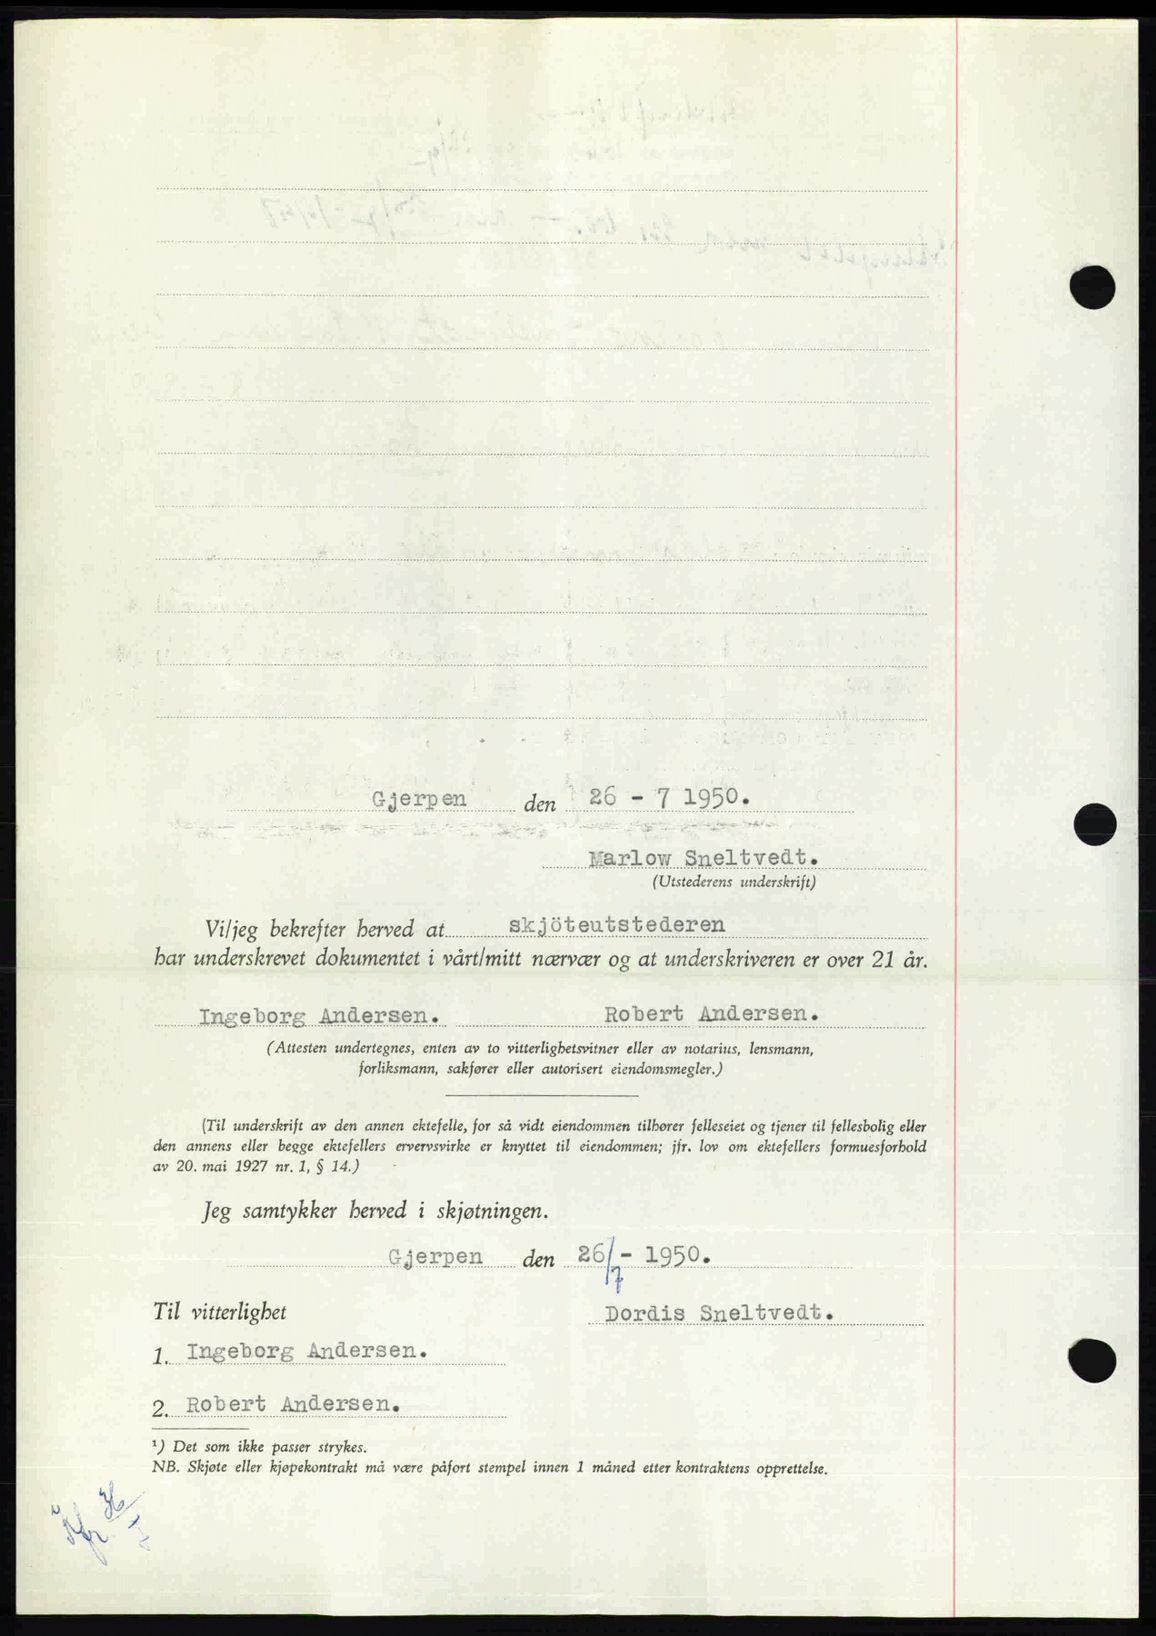 Gjerpen den 26 - 7 1950.
Marlow Sneltvedt.
(Utstederens underskrift)
Vi/jeg bekrefter herved at skjöteutstederen
har underskrevet dokumentet i vårt/mitt nærvær og at underskriveren er over 21 år.
Ingeborg Andersen. Robert Andersen.
(Attesten undertegnes, enten av to vitterlighetsvitner eller av notarius, lensmann,
forliksmann, sakfører eller autorisert eiendomsmegler.)
(Til underskrift av den annen ektefelle, for så vidt eiendommen tilhører felleseiet og tjener til fellesbolig eller
den annens eller begge ektefellers ervervsvirke er knyttet til eiendommen; jfr. lov om ektefellers formuesforhold
av 20. mai 1927 nr. 1, § 14.)
Jeg samtykker herved i skjøtningen.
Gjerpen den 26/7 - 1950.
Til vitterlighet Dordis Sneltvedt.
1. Ingeborg Andersen.
2. Robert Andersen.
¹) Det som ikke passer strykes.
NB. Skjøte eller kjøpekontrakt må være påført stempel innen 1 måned etter kontraktens opprettelse.